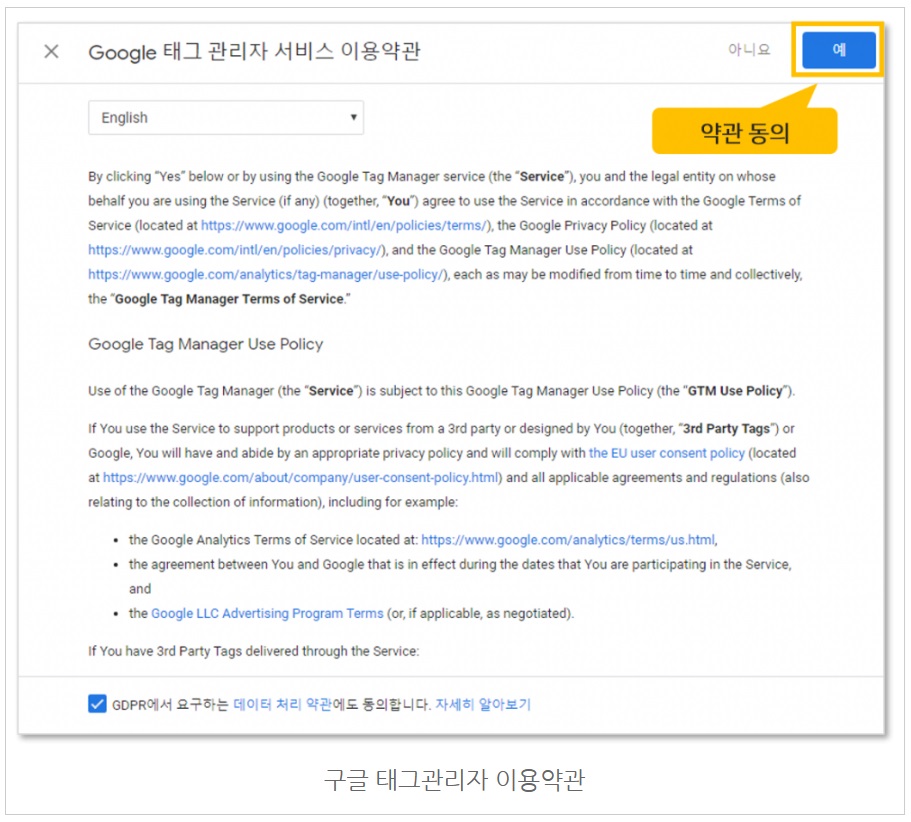 Google 태그 관리자 서비스 이용약관
아니요
예
English
약관 동의
By clicking “Yes” below or by using the Google Tag Manager service (the “Service”), you and the legal entity on whose
behalf you are using the Service (if any) (together, “You”) agree to use the Service in accordance with the Google Terms of
Service (located at https://www.google.com/intl/en/policies/terms/), the Google Privacy Policy (located at
https://www.google.com/intl/en/policies/privacy/), and the Google Tag Manager Use Policy (located at
https://www.google.com/analytics/tag-manager/use-policy/), each as may be modified from time to time and collectively,
the “Google Tag Manager Terms of Service.”
Google Tag Manager Use Policy
Use of the Google Tag Manager (the “Service”) is subject to this Google Tag Manager Use Policy (the “GTM Use Policy”).
If You use the Service to support products or services from a 3rd party or designed by You (together, “3rd Party Tags”) or
Google, You will have and abide by an appropriate privacy policy and will comply with the EU user consent policy (located
at https://www.google.com/about/company/user-consent-policy.html) and all applicable agreements and regulations (also
relating to the collection of information), including for example:
• the Google Analytics Terms of Service located at: https://www.google.com/analytics/terms/us.html,
• the agreement between You and Google that is in effect during the dates that You are participating in the Service,
and
• the Google LLC Advertising Program Terms (or, if applicable, as negotiated).
If You have 3rd Party Tags delivered through the Service:
GDPR에서 요구하는 데이터 처리 약관에도 동의합니다. 자세히 알아보기
구글 태그관리자 이용약관